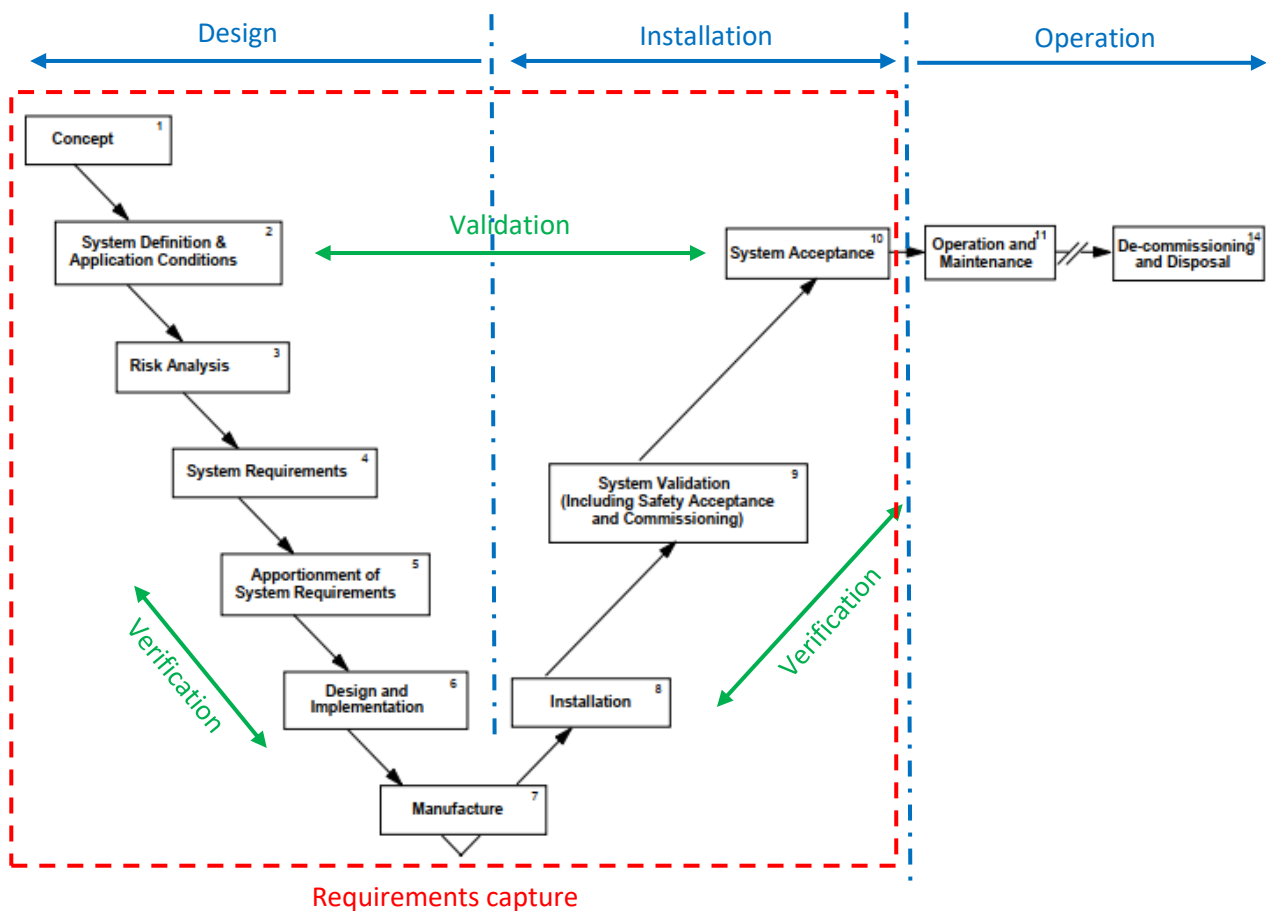 Design
Installation
Operation
Concept
1
System Definition &
Application Conditions
2
Validation
System Acceptance
10
Operation and
Maintenance
11
De-commissioning
and Disposal
14
Risk Analysis
3
System Requirements
4
System Validation
(Including Safety Acceptance
and Commissioning)
9
Apportionment of
System Requirements
5
Verification
Verification
Design and
Implementation
6
Installation
8
Manufacture
7
Requirements capture